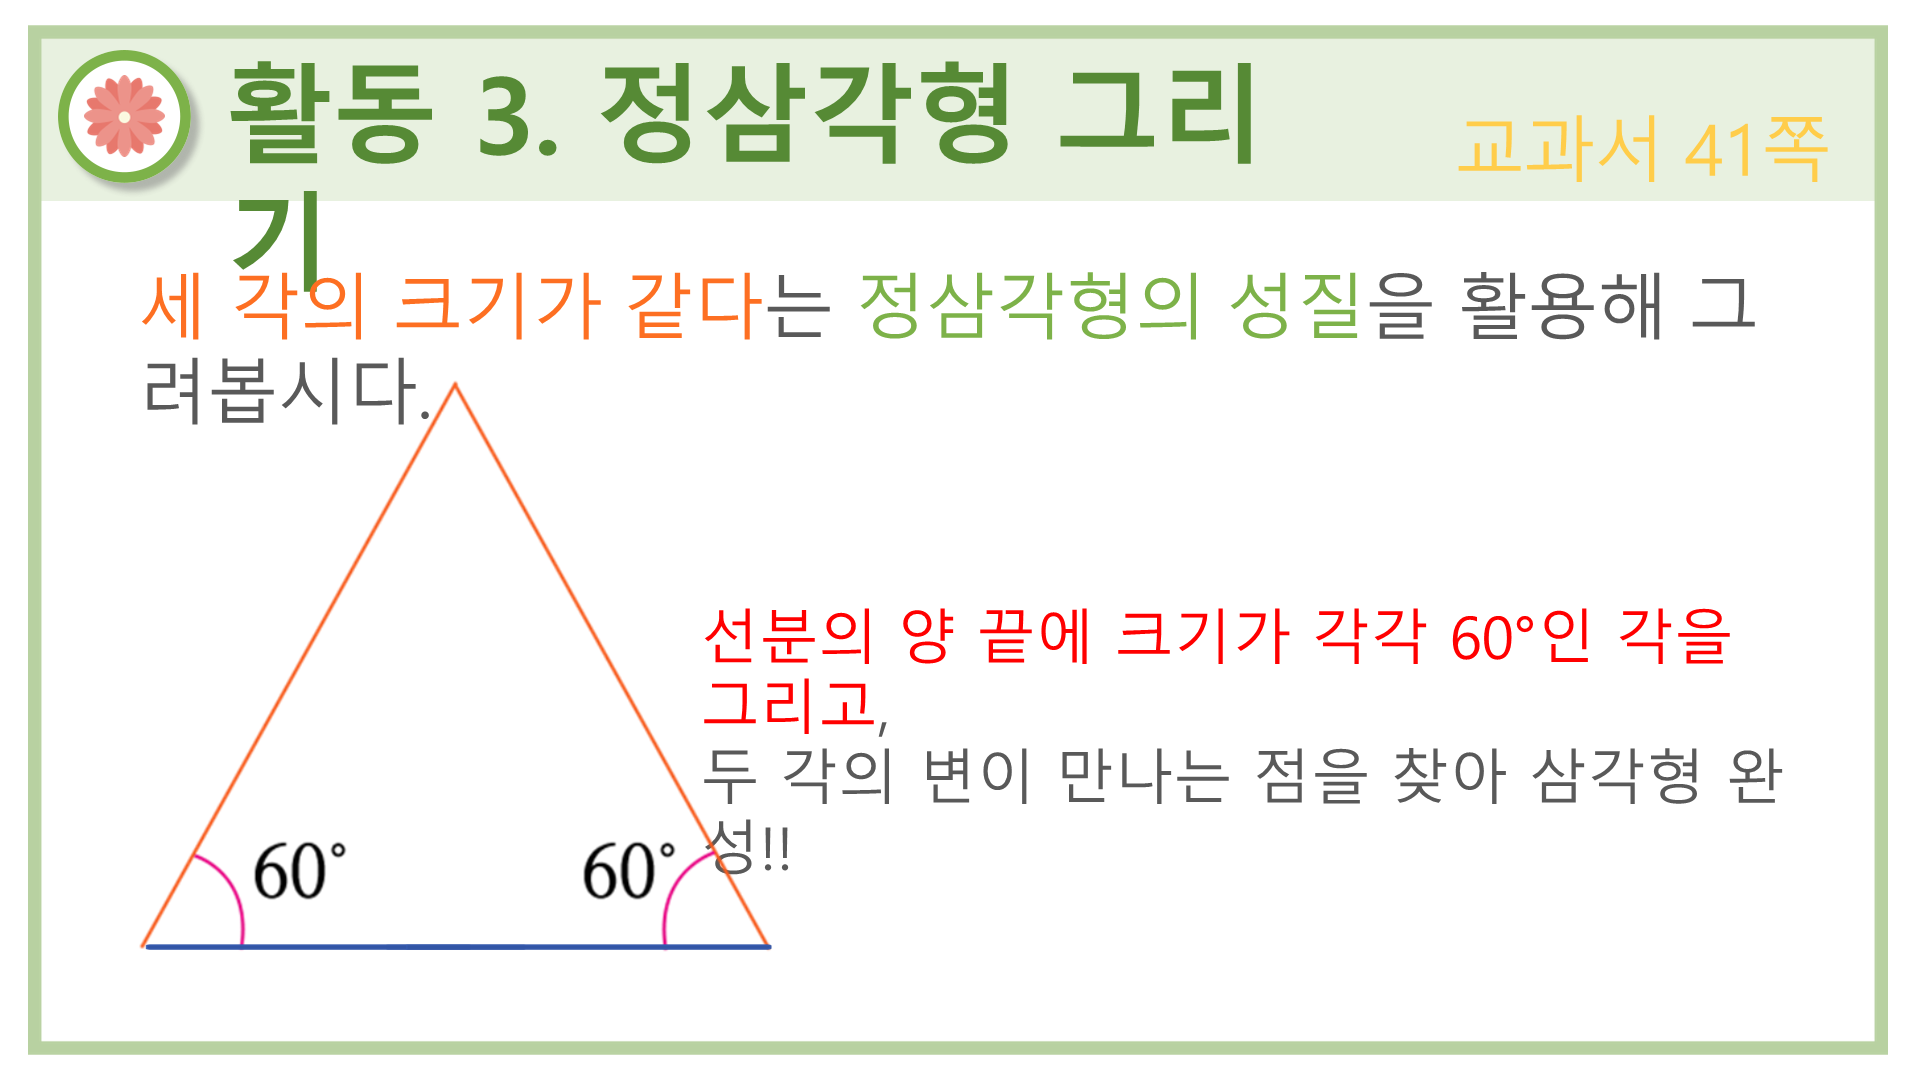 활동 3. 정삼각형 그리
기
교과서 41쪽
세 각의 크기가 같다는 정삼각형의 성질을 활용해 그
려봅시다.
선분의 양 끝에 크기가 각각 60°인 각을
그리고,
두 각의 변이 만나는 점을 찾아 삼각형 완
성!!
60°
60°